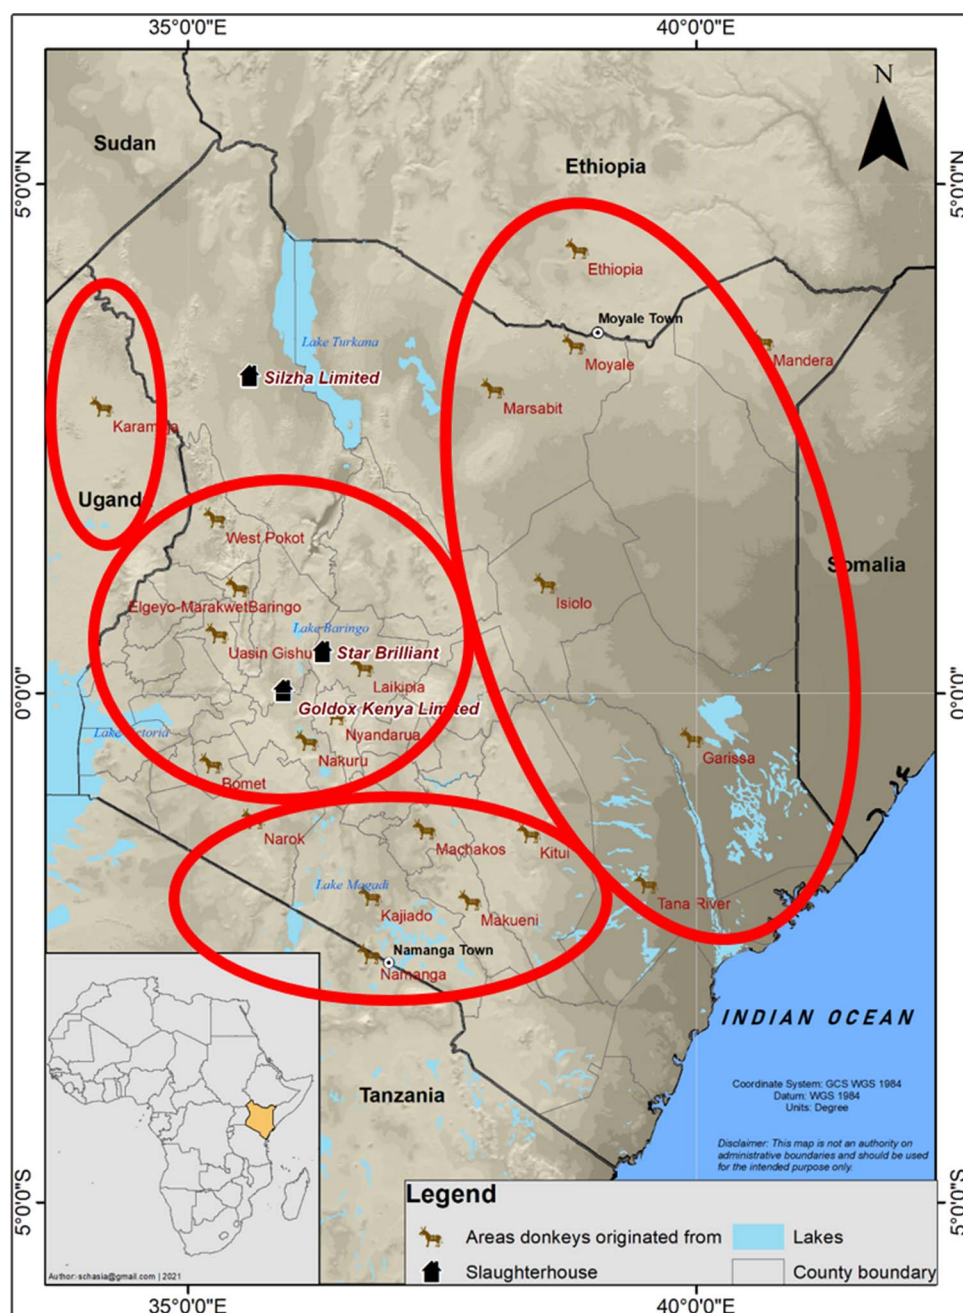 35°0'0"E
40°0'0"E
N
Sudan
Ethiopia
5°0'0"N
5°0'0"N
Ethiopia
Moyale Town
Lake Turkana
Moyale
Mandera
Silzha Limited
Marsabit
Karamoja
Uganda
West Pokot
Somalia
Isiolo
Elgeyo-Marakwet
Baringo
Lake Baringo
Uasin Gishu
Star Brilliant
Laikipia
0°0'0"
0°0'0"
Goldox Kenya Limited
Lake Victoria
Nyandarua
Garissa
Nakuru
Bomet
Narok
Machakos
Kitui
Lake Magadi
Kajiado
Makueni
Tana River
Namanga Town
Namanga
INDIAN OCEAN
Tanzania
Coordinate System: GCS WGS 1984
Datum: WGS 1984
Units: Degree
Disclaimer: This map is not an authority on
administrative boundaries and should be used
for the intended purpose only.
Legend
5°0'0"S
5°0'0"S
Areas donkeys originated from
Lakes
Slaughterhouse
County boundary
Author:-schasia@gmail.com | 2021
35°0'0"E
40°0'0"E